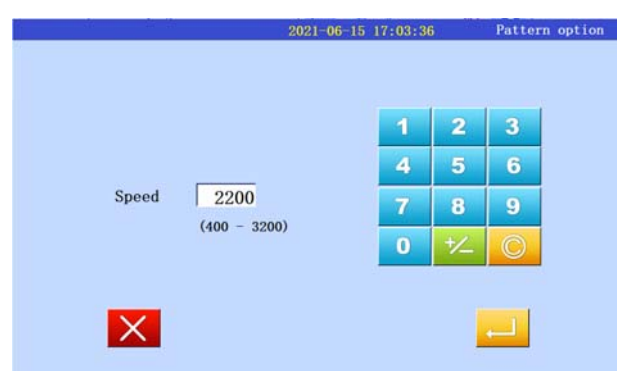 2021-06-15 17:03:36 Pattern option
1 2 3
4 5 6
Speed 2200 7 8 9
(400 - 3200)
0 +/− ©